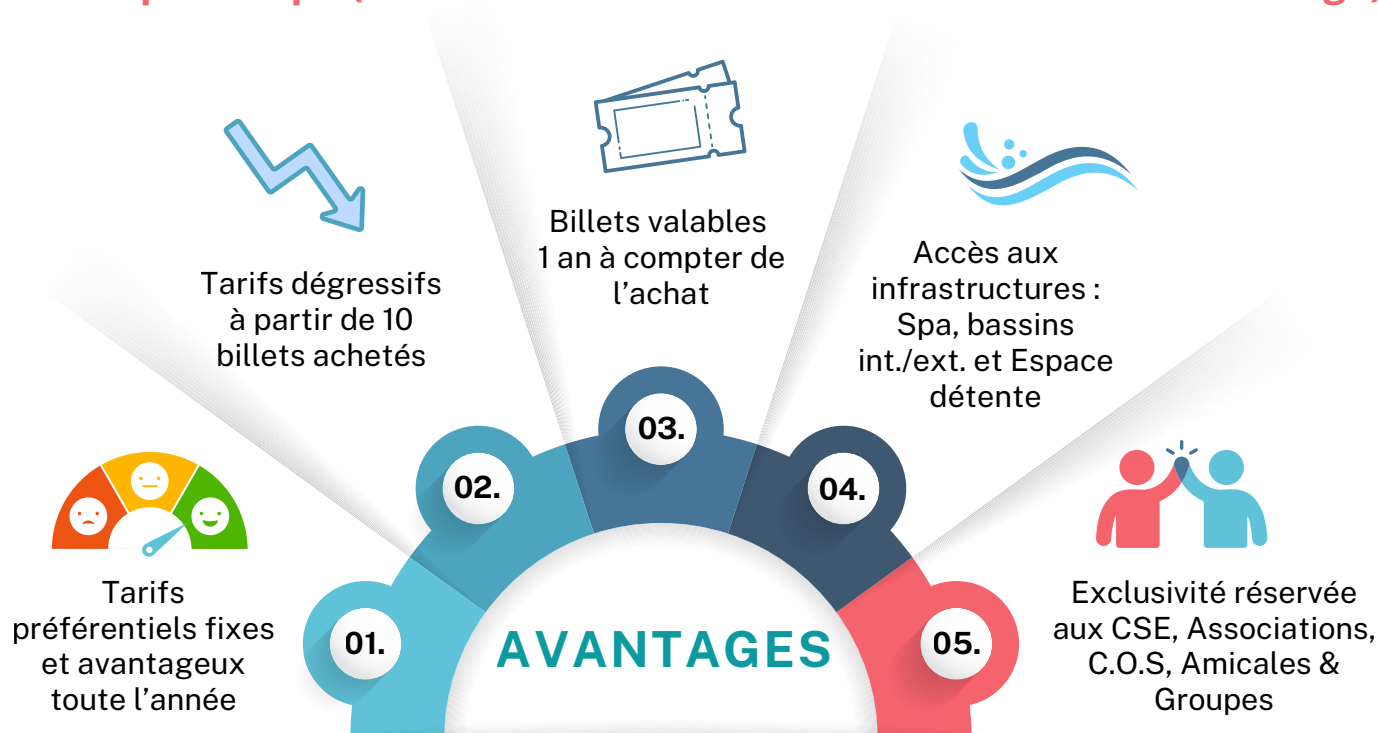 01.
Tarifs
préférentiels fixes
et avantageux
toute l’année
02.
Tarifs dégressifs
à partir de 10
billets achetés
03.
Billets valables
1 an à compter de
l’achat
04.
Accès aux
infrastructures :
Spa, bassins
int./ext. et Espace
détente
05.
Exclusivité réservée
aux CSE, Associations,
C.O.S, Amicales &
Groupes
AVANTAGES